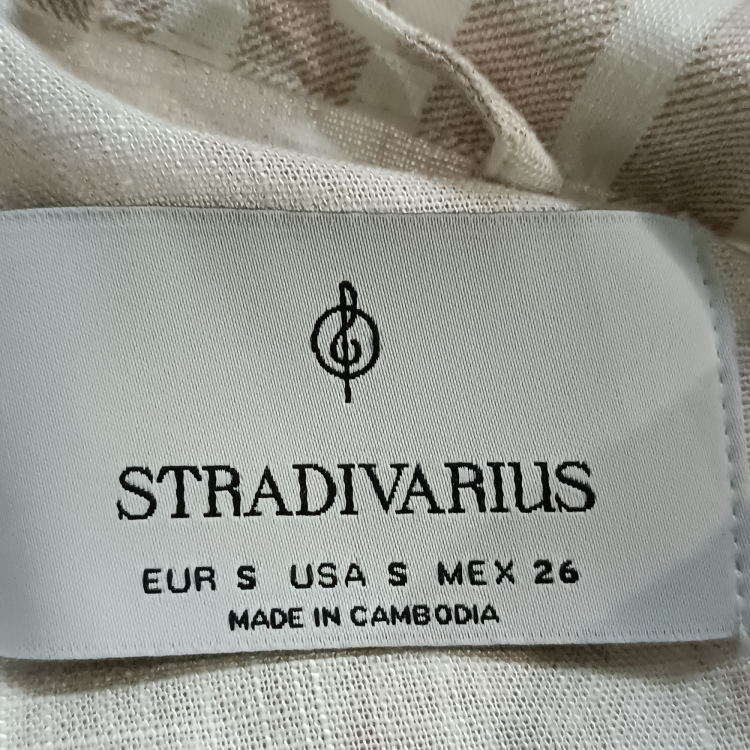 STRADIVARIUS
EUR S USA S MEX 26
MADE IN CAMBODIA